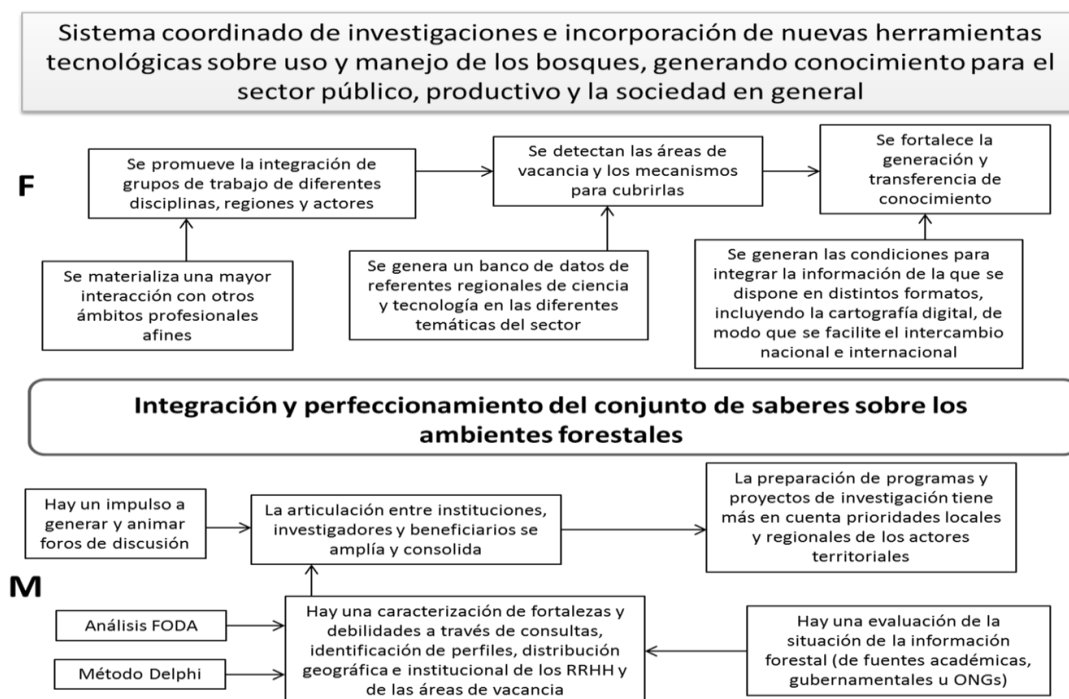 Sistema coordinado de investigaciones e incorporación de nuevas herramientas
tecnológicas sobre uso y manejo de los bosques, generando conocimiento para el
sector público, productivo y la sociedad en general
F
Se promueve la integración de
grupos de trabajo de diferentes
disciplinas, regiones y actores
Se detectan las áreas de
vacancia y los mecanismos
para cubrirlas
Se fortalece la
generación y
transferencia de
conocimiento
Se materializa una mayor
interacción con otros
ámbitos profesionales
afines
Se genera un banco de datos de
referentes regionales de ciencia
y tecnología en las diferentes
temáticas del sector
Se generan las condiciones para
integrar la información de la que se
dispone en distintos formatos,
incluyendo la cartografía digital, de
modo que se facilite el intercambio
nacional e internacional
Integración y perfeccionamiento del conjunto de saberes sobre los
ambientes forestales
Hay un impulso a
generar y animar
foros de discusión
La articulación entre instituciones,
investigadores y beneficiarios se
amplía y consolida
La preparación de programas y
proyectos de investigación tiene
más en cuenta prioridades locales
y regionales de los actores
territoriales
M
Análisis FODA
Método Delphi
Hay una caracterización de fortalezas y
debilidades a través de consultas,
identificación de perfiles, distribución
geográfica e institucional de los RRHH y
de las áreas de vacancia
Hay una evaluación de la
situación de la información
forestal (de fuentes académicas,
gubernamentales u ONGs)